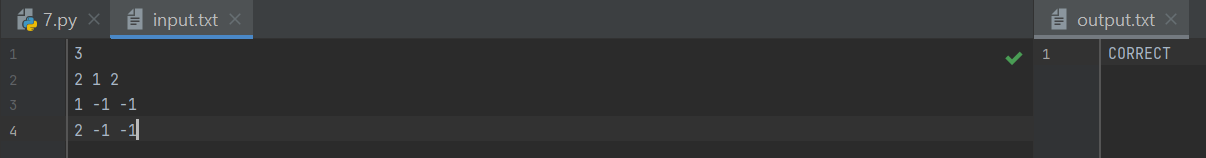 7.py input.txt output.txt
1 3 1 CORRECT
2 2 1 2
3 1 -1 -1
4 2 -1 -1